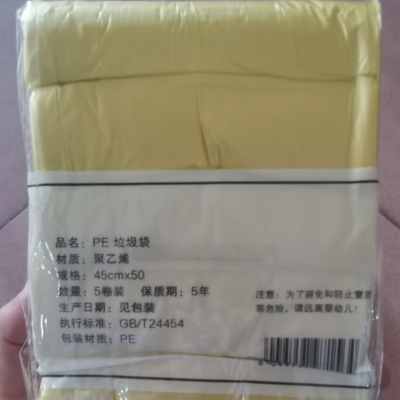 品名：PE 垃圾袋
材质：聚乙烯
规格：45cmx50
数量：5卷装 保质期：5年
生产日期：见包装
执行标准：GB/T24454
包装材质：PE
注意：为了避免和防止窒息
等危险，请远离婴幼儿！